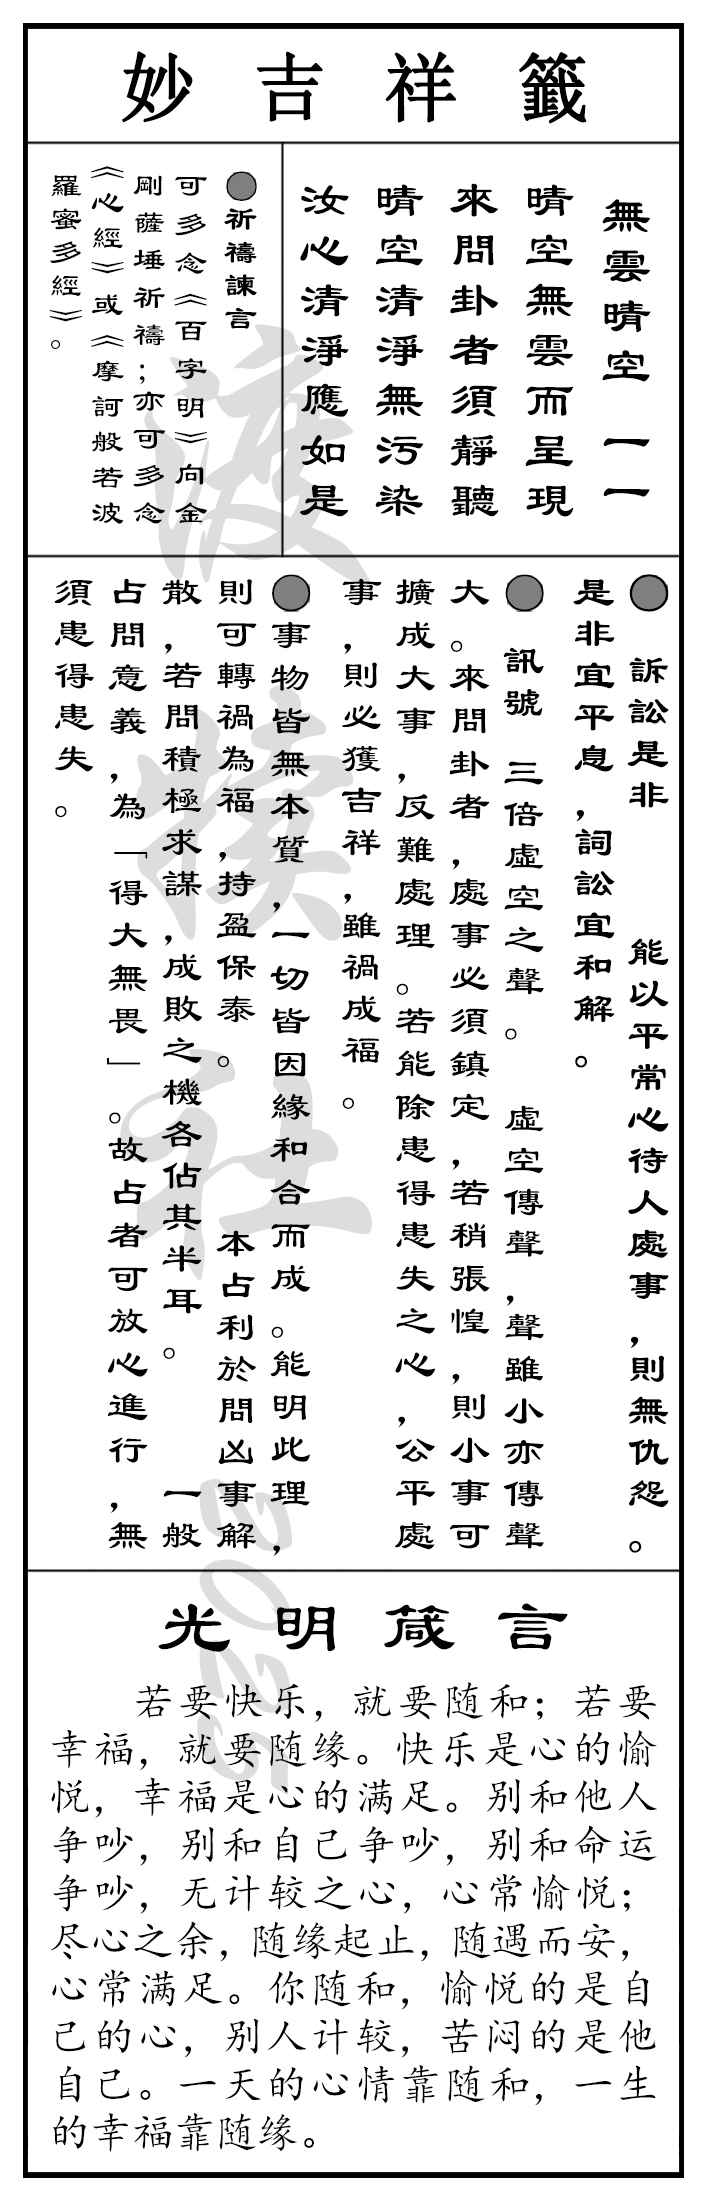 妙吉祥籤
無雲晴空 一一
晴空無雲而呈現
來問卦者須靜聽
晴空清淨無污染
汝心清淨應如是
●祈禱諫言
可多念《百字明》向金
剛薩埵祈禱；亦可多念
《心經》或《摩訶般若波
羅蜜多經》。
● 訴訟是非 能以平常心待人處事，則無仇怨。
是非宜平息，詞訟宜和解。
● 訊號 三倍虛空之聲。 虛空傳聲，聲雖小亦傳聲
大。來問卦者，處事必須鎮定，若稍張惶，則小事可
擴成大事，反難處理。若能除患得患失之心，公平處
事，則必獲吉祥，雖禍成福。
●事物皆無本質，一切皆因緣和合而成。能明此理，
則可轉禍為福，持盈保泰。 本占利於問凶事解
散，若問積極求謀，成敗之機各佔其半耳。 一般
占問意義，為「得大無畏」。故占者可放心進行，無
須患得患失。
光明箴言
若要快乐，就要随和；若要
幸福，就要随缘。快乐是心的愉
悦，幸福是心的满足。别和他人
争吵，别和自己争吵，别和命运
争吵，无计较之心，心常愉悦；
尽心之余，随缘起止，随遇而安，
心常满足。你随和，愉悦的是自
己的心，别人计较，苦闷的是他
自己。一天的心情靠随和，一生
的幸福靠随缘。
渡犊社2025